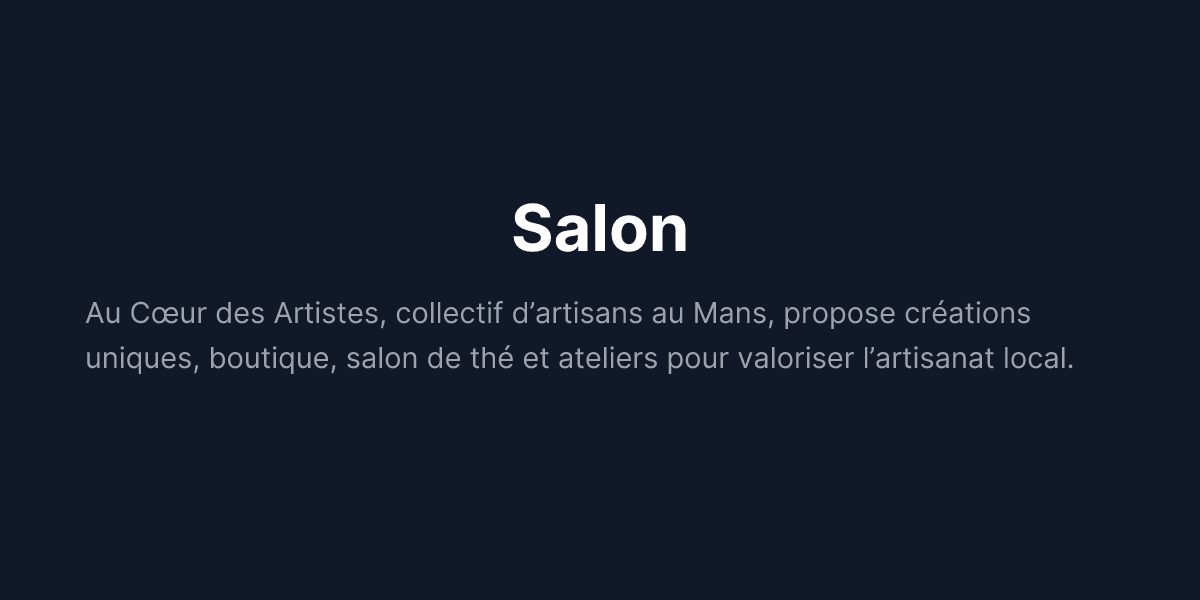 Salon
Au Cœur des Artistes, collectif d’artisans au Mans, propose créations
uniques, boutique, salon de thé et ateliers pour valoriser l’artisanat local.